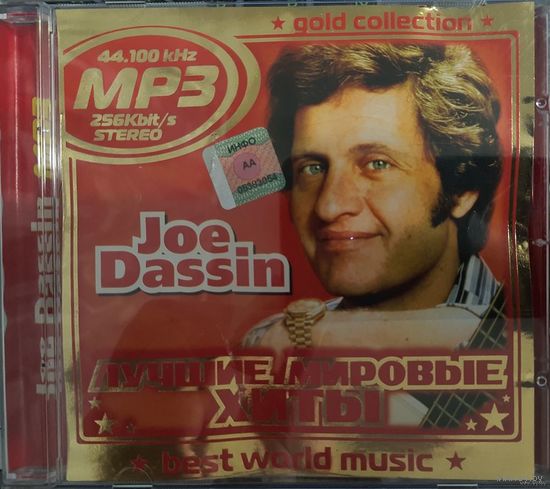 ★ gold collection ★
44,100 kHz
MP3
256Kbit/s
STEREO
ИНФО
АА
Joe
Dassin
Joe Dassin MP3
ЛУЧШИЕ МИРОВЫЕ
ХИТЫ
★ best world music ★